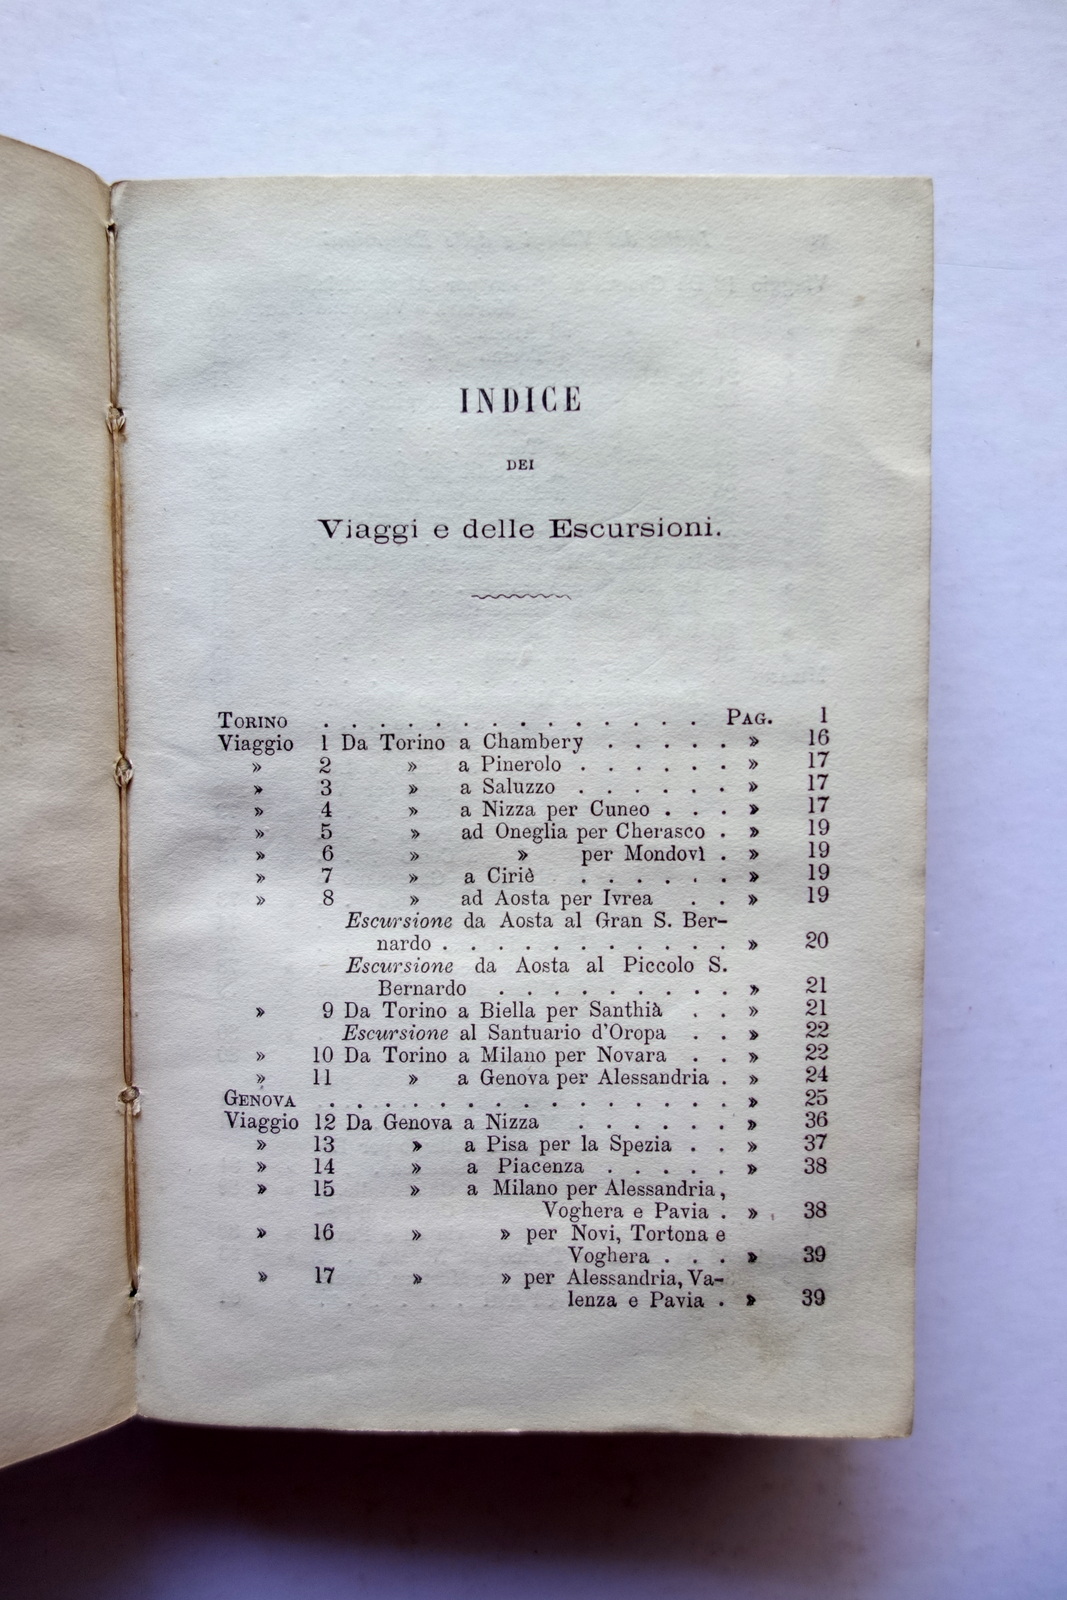 INDICE
DEI
Viaggi e delle Escursioni.
TORINO . . . . . . . . . . . . . . PAG. 1
Viaggio 1 Da Torino a Chambery . . . . . » 16
» 2 » a Pinerolo . . . . . . » 17
» 3 » a Saluzzo . . . . . . » 17
» 4 » a Nizza per Cuneo . . . » 17
» 5 » ad Oneglia per Cherasco . » 19
» 6 » » per Mondovì . » 19
» 7 » a Ciriè . . . . . . » 19
» 8 » ad Aosta per Ivrea . . » 19
Escursione da Aosta al Gran S. Ber-
nardo . . . . . . . . . . . » 20
Escursione da Aosta al Piccolo S.
Bernardo . . . . . . . . . » 21
» 9 Da Torino a Biella per Santhià . . » 21
Escursione al Santuario d'Oropa . . » 22
» 10 Da Torino a Milano per Novara . . » 22
» 11 » a Genova per Alessandria . » 24
GENOVA . . . . . . . . . . . . . . . » 25
Viaggio 12 Da Genova a Nizza . . . . . . » 36
» 13 » a Pisa per la Spezia . . » 37
» 14 » a Piacenza . . . . . » 38
» 15 » a Milano per Alessandria,
Voghera e Pavia . » 38
» 16 » » per Novi, Tortona e
Voghera . . . » 39
» 17 » » per Alessandria, Va-
lenza e Pavia . » 39